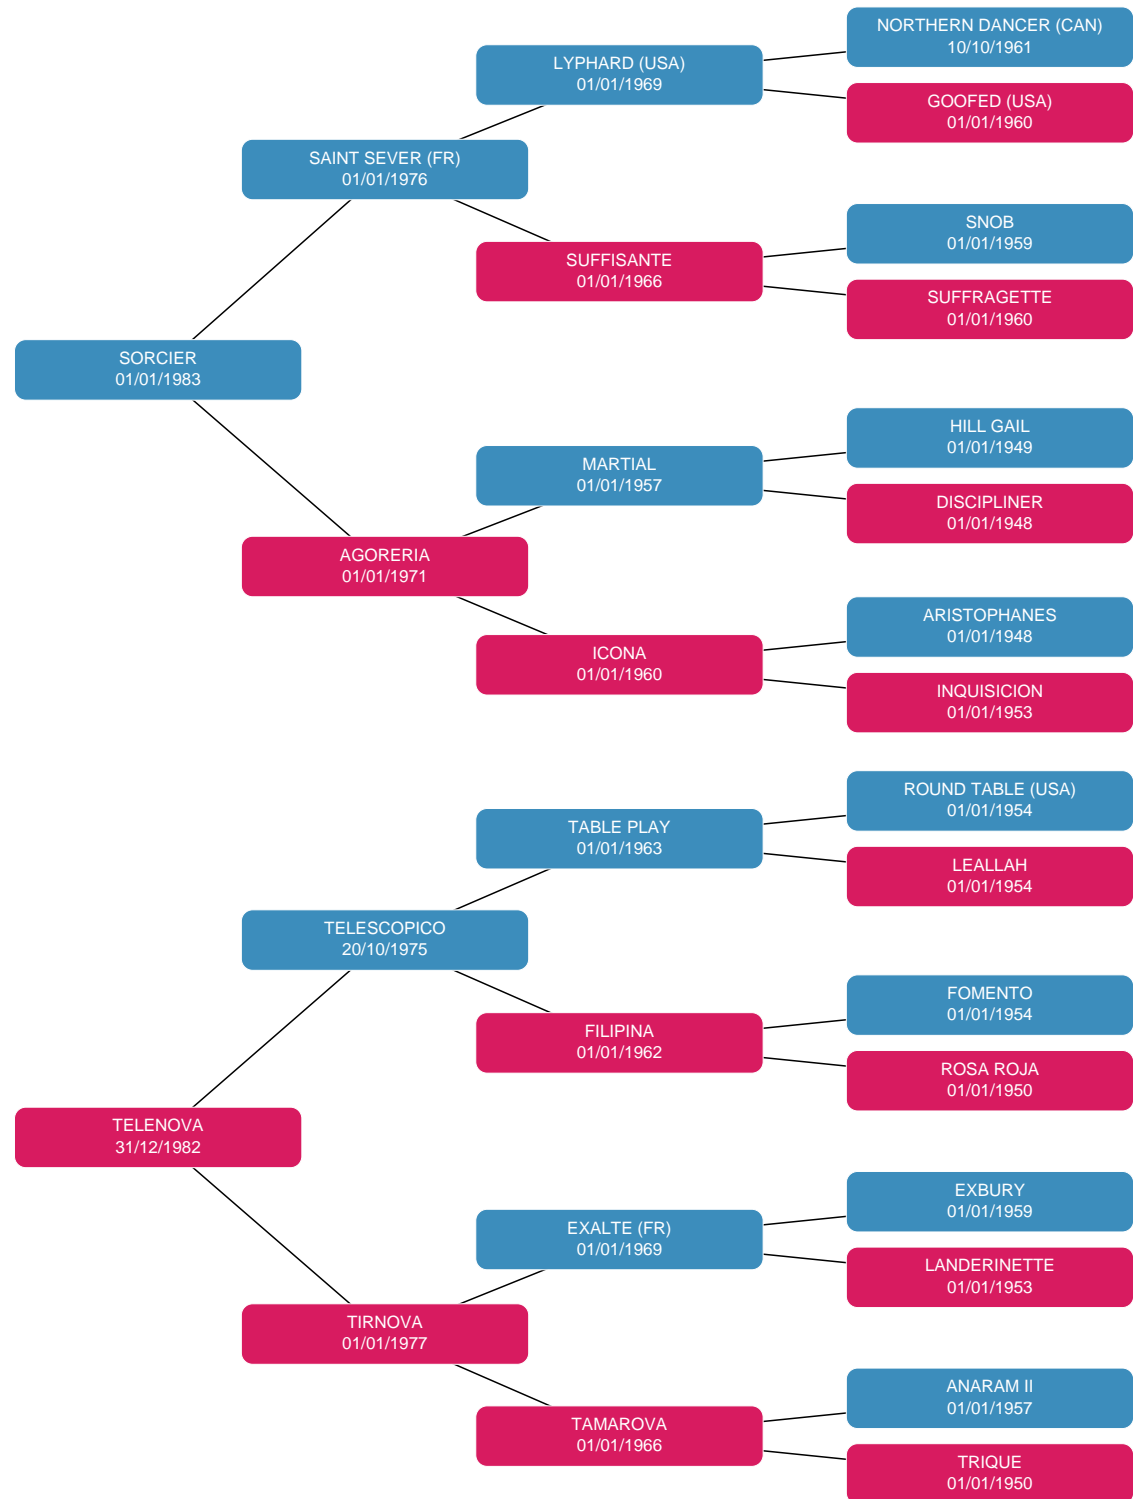 NORTHERN DANCER (CAN)
10/10/1961
LYPHARD (USA)
01/01/1969
GOOFED (USA)
01/01/1960
SAINT SEVER (FR)
01/01/1976
SNOB
01/01/1959
SUFFISANTE
01/01/1966
SUFFRAGETTE
01/01/1960
SORCIER
01/01/1983
HILL GAIL
01/01/1949
MARTIAL
01/01/1957
DISCIPLINER
01/01/1948
AGORERIA
01/01/1971
ARISTOPHANES
01/01/1948
ICONA
01/01/1960
INQUISICION
01/01/1953
ROUND TABLE (USA)
01/01/1954
TABLE PLAY
01/01/1963
LEALLAH
01/01/1954
TELESCOPICO
20/10/1975
FOMENTO
01/01/1954
FILIPINA
01/01/1962
ROSA ROJA
01/01/1950
TELENOVA
31/12/1982
EXBURY
01/01/1959
EXALTE (FR)
01/01/1969
LANDERINETTE
01/01/1953
TIRNOVA
01/01/1977
ANARAM II
01/01/1957
TAMAROVA
01/01/1966
TRIQUE
01/01/1950